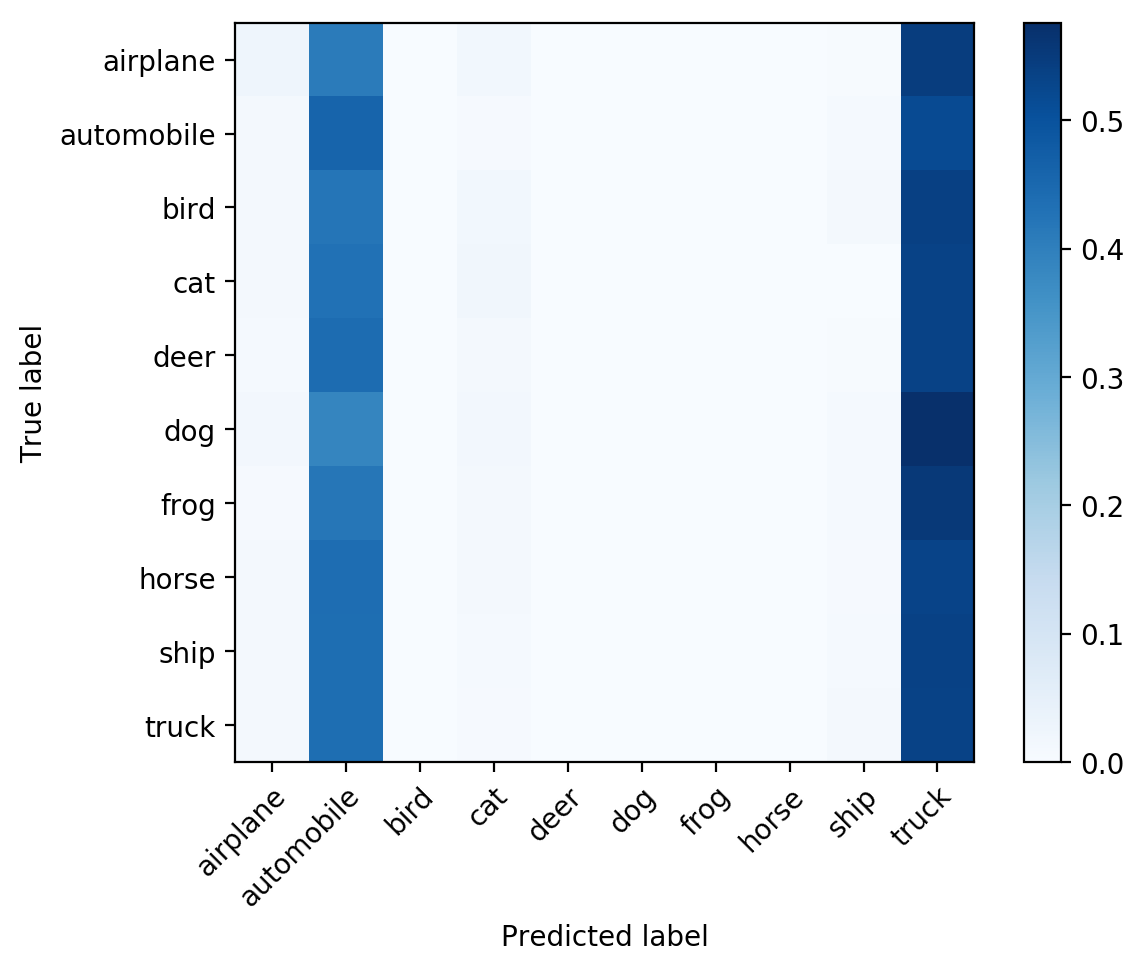 True label
airplane
automobile
bird
cat
deer
dog
frog
horse
ship
truck
airplane
automobile
bird
cat
deer
dog
frog
horse
ship
truck
Predicted label
0.5
0.4
0.3
0.2
0.1
0.0